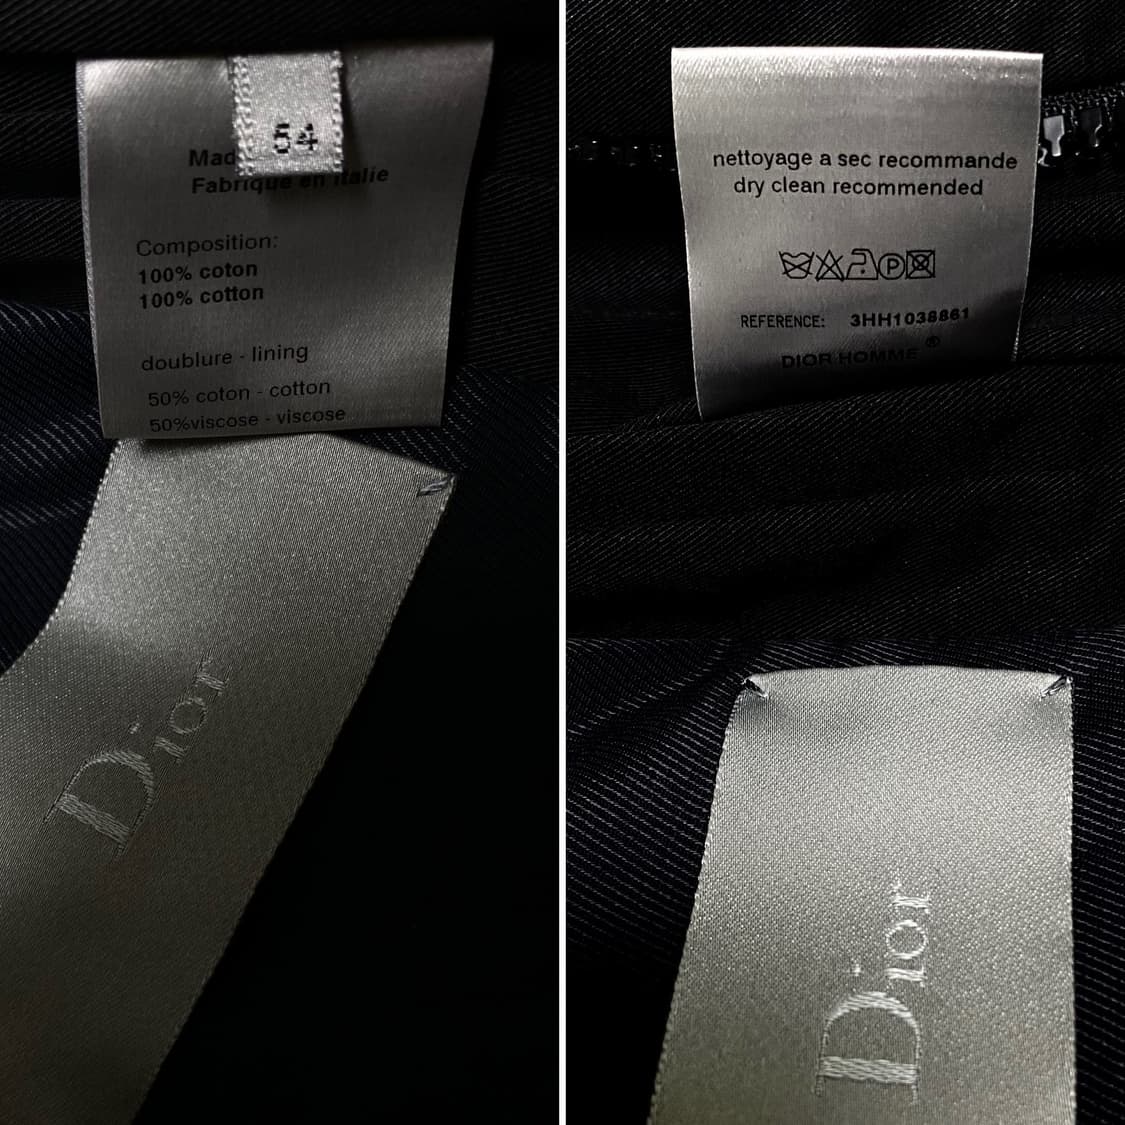 54
Mad
Fabrique en Italie
Composition:
100% coton
100% cotton
doublure - lining
50% coton - cotton
50%viscose - viscose
Dior
nettoyage a sec recommande
dry clean recommended
P
REFERENCE: 3HH1038861
DIOR HOMME ®
Dior